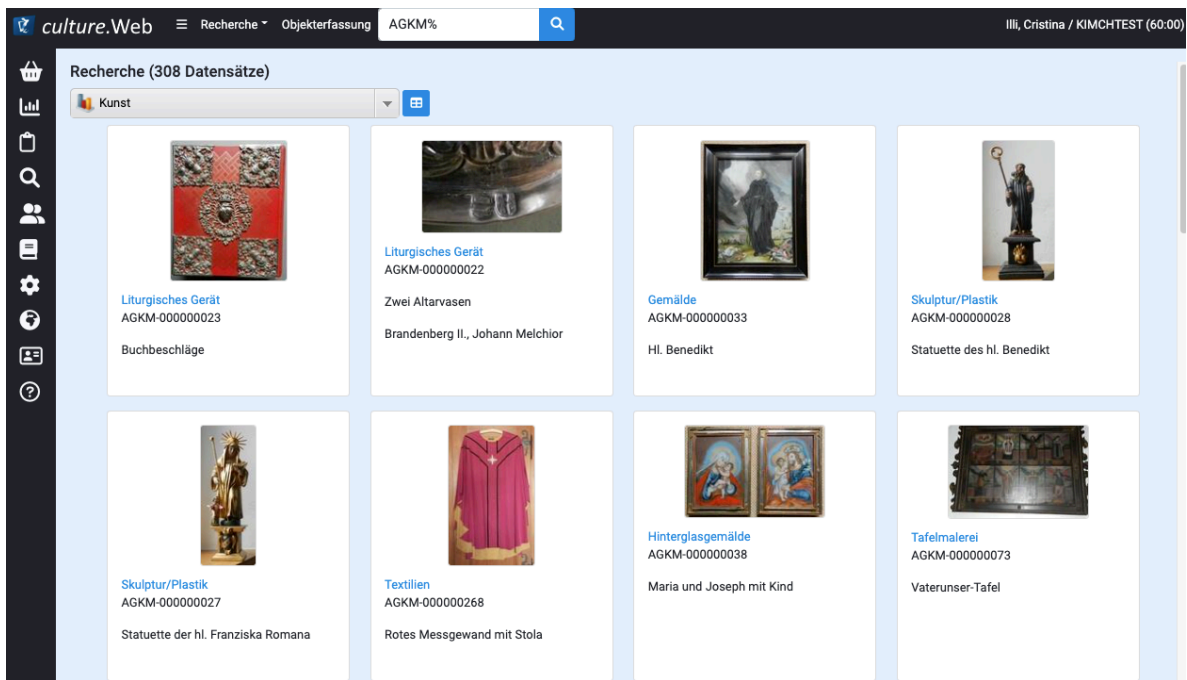 culture.Web
Recherche
Objekterfassung
AGKM%
Illi, Cristina / KIMCHTEST (60:00)
Recherche (308 Datensätze)
Kunst
Liturgisches Gerät
AGKM-000000023
Buchbeschläge
Liturgisches Gerät
AGKM-000000022
Zwei Altarvasen
Brandenberg II., Johann Melchior
Gemälde
AGKM-000000033
Hl. Benedikt
Skulptur/Plastik
AGKM-000000028
Statuette des hl. Benedikt
Skulptur/Plastik
AGKM-000000027
Statuette der hl. Franziska Romana
Textilien
AGKM-000000268
Rotes Messgewand mit Stola
Hinterglasgemälde
AGKM-000000038
Maria und Joseph mit Kind
Tafelmalerei
AGKM-000000073
Vaterunser-Tafel